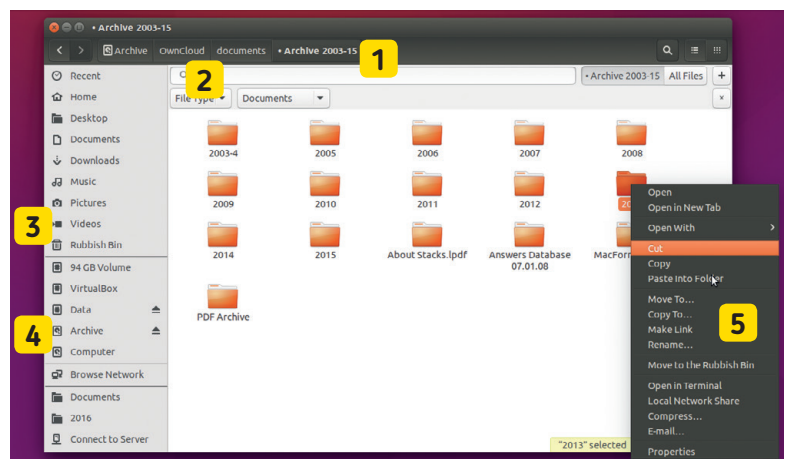 • Archive 2003-15
Archive OwnCloud documents • Archive 2003-15
1
Recent
2
• Archive 2003-15 All Files +
Home
File Type Documents ×
Desktop
Documents
Downloads
Music
Pictures
3
Videos
Rubbish Bin
94 GB Volume
VirtualBox
Data
4
Archive
Computer
Browse Network
Documents
2016
Connect to Server
2003-4 2005 2006 2007 2008
2009 2010 2011 2012
2014 2015 About Stacks.lpdf Answers Database
07.01.08
PDF Archive
Open
Open in New Tab
Open With
Cut
Copy
Paste Into Folder
Move To...
Copy To...
5
Make Link
Rename...
Move to the Rubbish Bin
Open in Terminal
Local Network Share
Compress...
E-mail...
Properties
"2013" selected